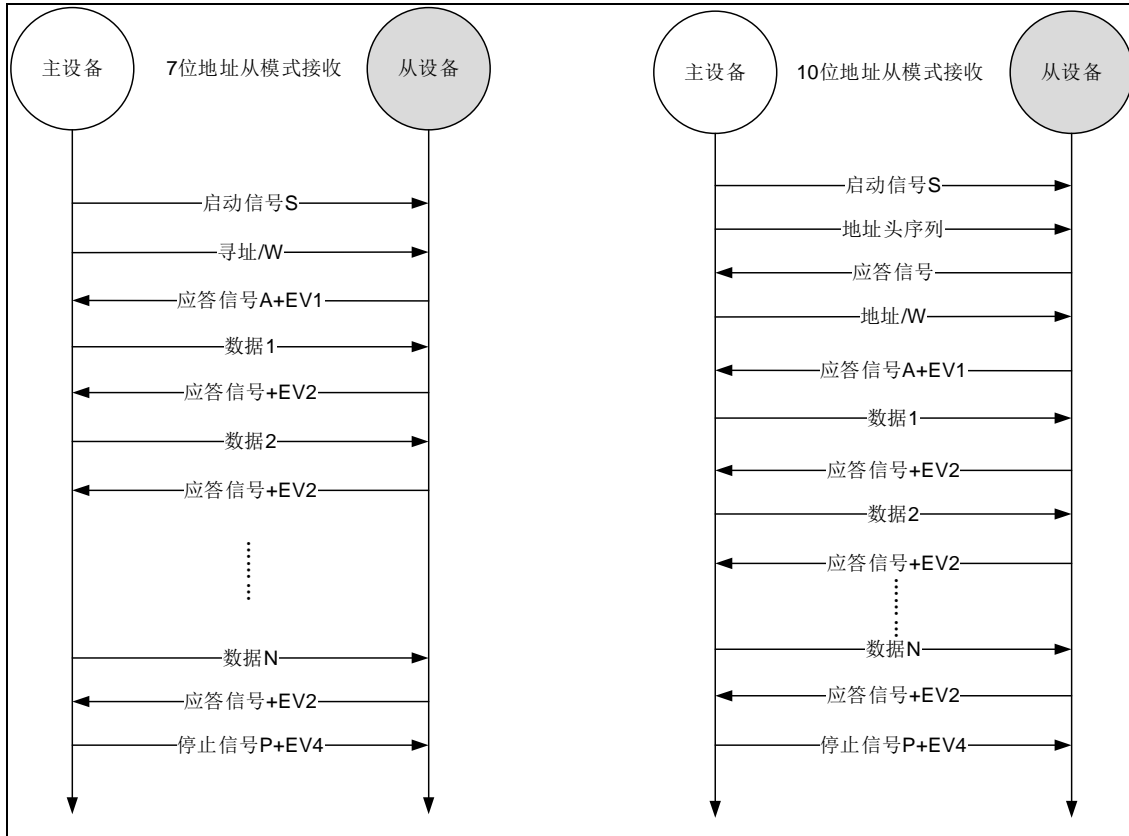 主设备
7位地址从模式接收
从设备
启动信号S
寻址/W
应答信号A+EV1
数据1
应答信号+EV2
数据2
应答信号+EV2
数据N
应答信号+EV2
停止信号P+EV4
主设备
10位地址从模式接收
从设备
启动信号S
地址头序列
应答信号
地址/W
应答信号A+EV1
数据1
应答信号+EV2
数据2
应答信号+EV2
数据N
应答信号+EV2
停止信号P+EV4